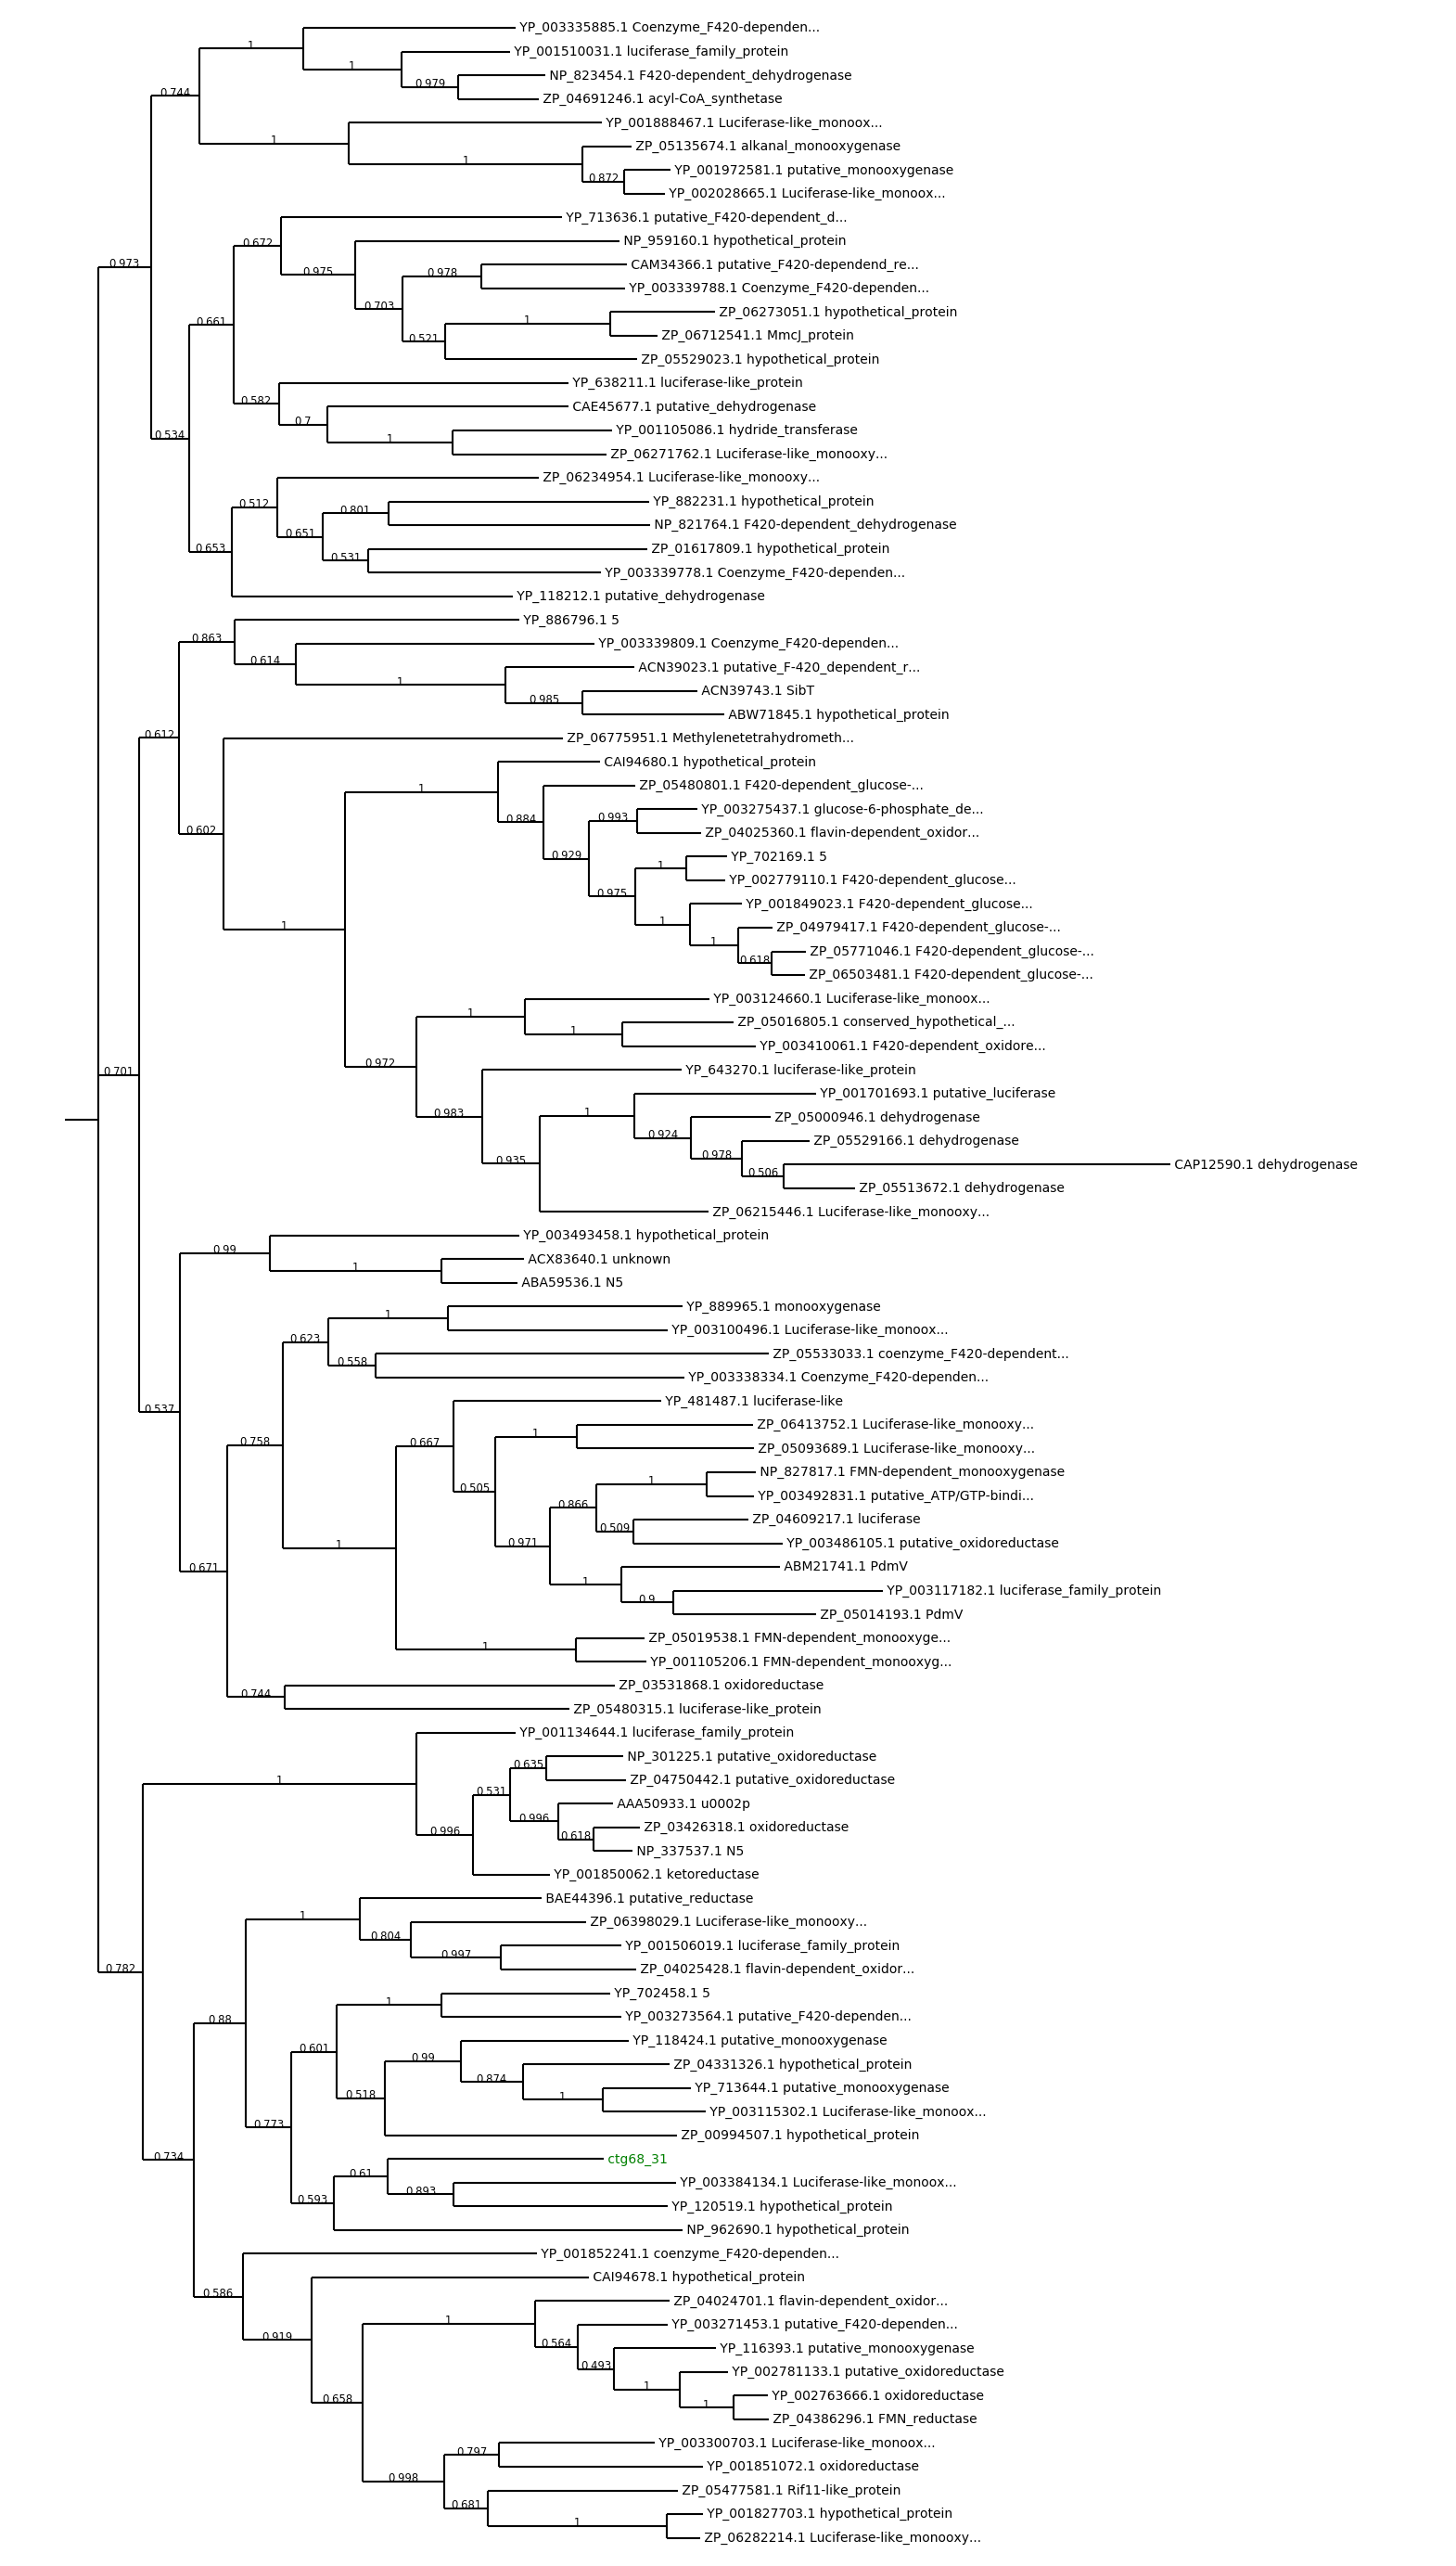 YP_003335885.1 Coenzyme_F420-dependen...
1
YP_001510031.1 luciferase_family_protein
1
NP_823454.1 F420-dependent_dehydrogenase
0.979
0.744
ZP_04691246.1 acyl-CoA_synthetase
YP_001888467.1 Luciferase-like_monoox...
1
ZP_05135674.1 alkanal_monooxygenase
1
YP_001972581.1 putative_monooxygenase
0.872
YP_002028665.1 Luciferase-like_monoox...
YP_713636.1 putative_F420-dependent_d...
0.672
NP_959160.1 hypothetical_protein
0.973
CAM34366.1 putative_F420-dependend_re...
0.975
0.978
YP_003339788.1 Coenzyme_F420-dependen...
0.703
ZP_06273051.1 hypothetical_protein
0.661
1
ZP_06712541.1 MmcJ_protein
0.521
ZP_05529023.1 hypothetical_protein
YP_638211.1 luciferase-like_protein
0.582
CAE45677.1 putative_dehydrogenase
0.7
YP_001105086.1 hydride_transferase
0.534
1
ZP_06271762.1 Luciferase-like_monooxy...
ZP_06234954.1 Luciferase-like_monooxy...
0.512
YP_882231.1 hypothetical_protein
0.801
NP_821764.1 F420-dependent_dehydrogenase
0.651
ZP_01617809.1 hypothetical_protein
0.653
0.531
YP_003339778.1 Coenzyme_F420-dependen...
YP_118212.1 putative_dehydrogenase
YP_886796.1 5
0.863
YP_003339809.1 Coenzyme_F420-dependen...
0.614
ACN39023.1 putative_F-420_dependent_r...
1
ACN39743.1 SibT
0.985
ABW71845.1 hypothetical_protein
0.612
ZP_06775951.1 Methylenetetrahydrometh...
CAI94680.1 hypothetical_protein
1
ZP_05480801.1 F420-dependent_glucose-...
YP_003275437.1 glucose-6-phosphate_de...
0.884
0.993
0.602
ZP_04025360.1 flavin-dependent_oxidor...
0.929
YP_702169.1 5
1
YP_002779110.1 F420-dependent_glucose...
0.975
YP_001849023.1 F420-dependent_glucose...
1
1
ZP_04979417.1 F420-dependent_glucose-...
1
ZP_05771046.1 F420-dependent_glucose-...
0.618
ZP_06503481.1 F420-dependent_glucose-...
YP_003124660.1 Luciferase-like_monoox...
1
ZP_05016805.1 conserved_hypothetical_...
1
YP_003410061.1 F420-dependent_oxidore...
0.972
0.701
YP_643270.1 luciferase-like_protein
YP_001701693.1 putative_luciferase
0.983
1
ZP_05000946.1 dehydrogenase
0.924
ZP_05529166.1 dehydrogenase
0.935
0.978
CAP12590.1 dehydrogenase
0.506
ZP_05513672.1 dehydrogenase
ZP_06215446.1 Luciferase-like_monooxy...
YP_003493458.1 hypothetical_protein
0.99
ACX83640.1 unknown
1
ABA59536.1 N5
YP_889965.1 monooxygenase
1
YP_003100496.1 Luciferase-like_monoox...
0.623
ZP_05533033.1 coenzyme_F420-dependent...
0.558
YP_003338334.1 Coenzyme_F420-dependen...
YP_481487.1 luciferase-like
0.537
ZP_06413752.1 Luciferase-like_monooxy...
0.758
0.667
1
ZP_05093689.1 Luciferase-like_monooxy...
NP_827817.1 FMN-dependent_monooxygenase
0.505
1
YP_003492831.1 putative_ATP/GTP-bindi...
0.866
ZP_04609217.1 luciferase
0.509
YP_003486105.1 putative_oxidoreductase
1
0.971
ABM21741.1 PdmV
0.671
1
YP_003117182.1 luciferase_family_protein
0.9
ZP_05014193.1 PdmV
ZP_05019538.1 FMN-dependent_monooxyge...
1
YP_001105206.1 FMN-dependent_monooxyg...
ZP_03531868.1 oxidoreductase
0.744
ZP_05480315.1 luciferase-like_protein
YP_001134644.1 luciferase_family_protein
NP_301225.1 putative_oxidoreductase
0.635
1
ZP_04750442.1 putative_oxidoreductase
0.531
AAA50933.1 u0002p
0.996
ZP_03426318.1 oxidoreductase
0.996
0.618
NP_337537.1 N5
YP_001850062.1 ketoreductase
BAE44396.1 putative_reductase
1
ZP_06398029.1 Luciferase-like_monooxy...
0.804
YP_001506019.1 luciferase_family_protein
0.997
ZP_04025428.1 flavin-dependent_oxidor...
0.782
YP_702458.1 5
1
YP_003273564.1 putative_F420-dependen...
0.88
YP_118424.1 putative_monooxygenase
0.601
0.99
ZP_04331326.1 hypothetical_protein
0.874
YP_713644.1 putative_monooxygenase
0.518
1
YP_003115302.1 Luciferase-like_monoox...
0.773
ZP_00994507.1 hypothetical_protein
0.734
ctg68_31
0.61
YP_003384134.1 Luciferase-like_monoox...
0.893
0.593
YP_120519.1 hypothetical_protein
NP_962690.1 hypothetical_protein
YP_001852241.1 coenzyme_F420-dependen...
CAI94678.1 hypothetical_protein
0.586
ZP_04024701.1 flavin-dependent_oxidor...
1
YP_003271453.1 putative_F420-dependen...
0.919
0.564
YP_116393.1 putative_monooxygenase
0.493
YP_002781133.1 putative_oxidoreductase
1
YP_002763666.1 oxidoreductase
0.658
1
ZP_04386296.1 FMN_reductase
YP_003300703.1 Luciferase-like_monoox...
0.797
YP_001851072.1 oxidoreductase
0.998
ZP_05477581.1 Rif11-like_protein
0.681
YP_001827703.1 hypothetical_protein
1
ZP_06282214.1 Luciferase-like_monooxy...